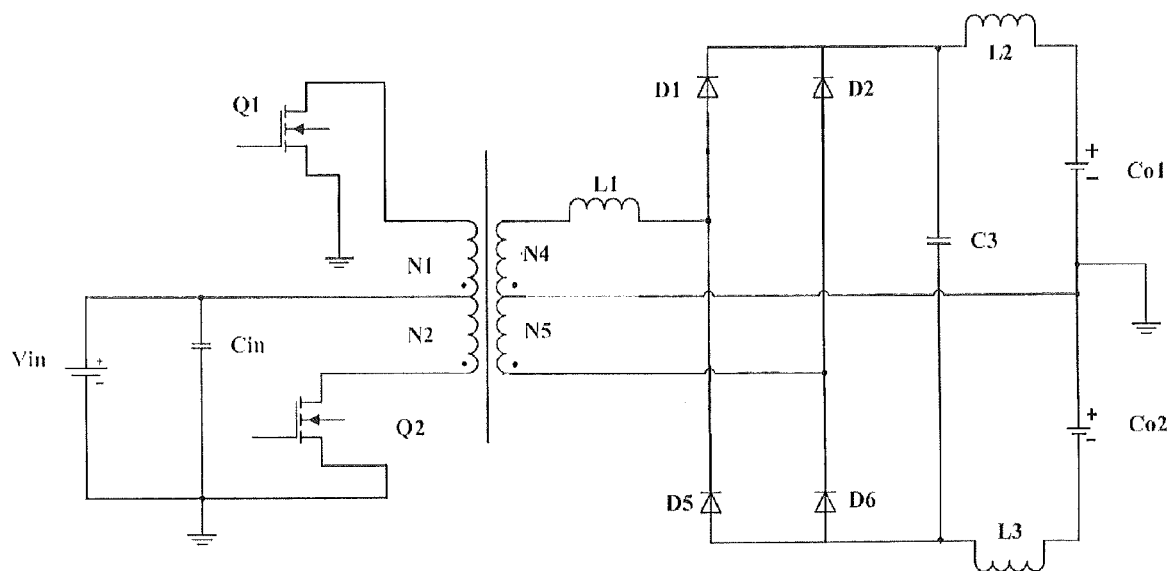 L2
D1
D2
Q1
+
-
Co1
L1
C3
N1
N4
N2
N5
Cin
Vin
+
-
Q2
+
-
Co2
D5
D6
L3